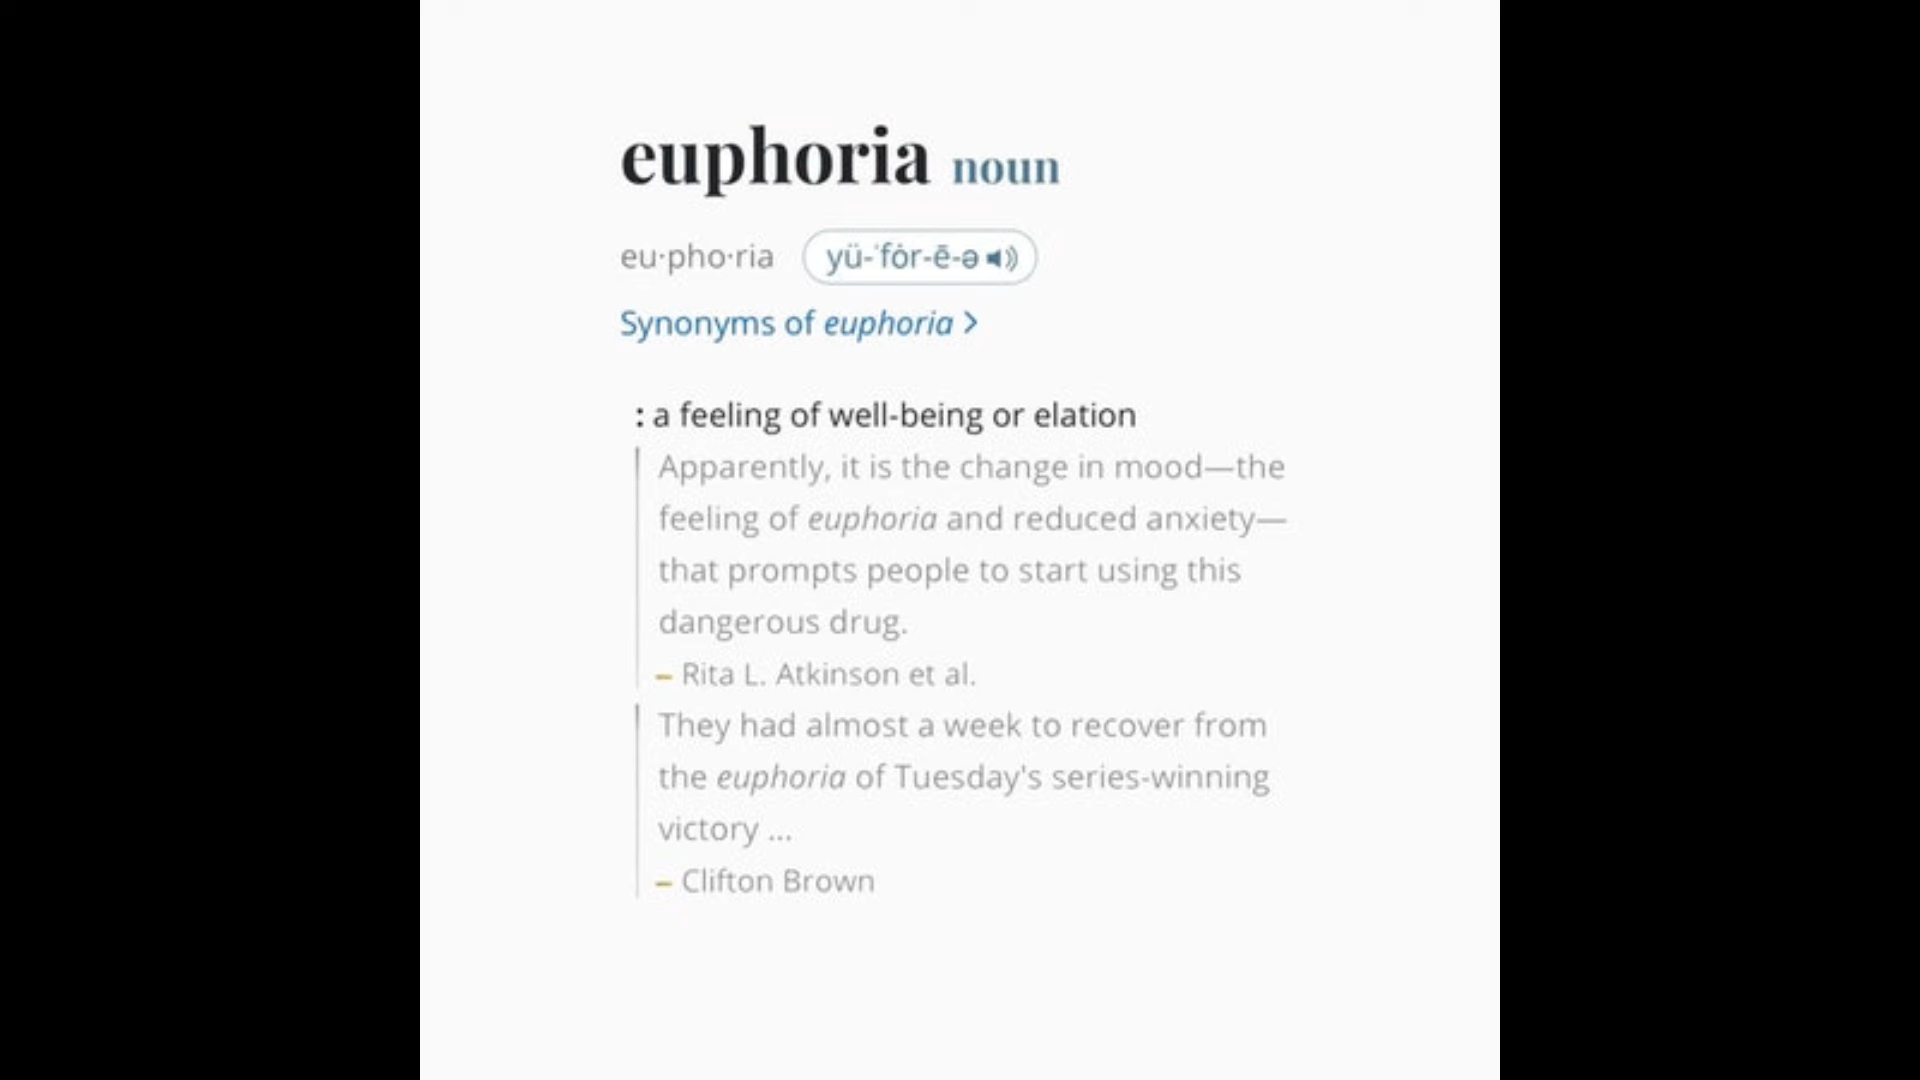 euphoria noun
eu·pho·ria yü-ˈfȯr-ē-ə
Synonyms of euphoria >
: a feeling of well-being or elation
Apparently, it is the change in mood—the
feeling of euphoria and reduced anxiety—
that prompts people to start using this
dangerous drug.
– Rita L. Atkinson et al.
They had almost a week to recover from
the euphoria of Tuesday's series-winning
victory ...
– Clifton Brown